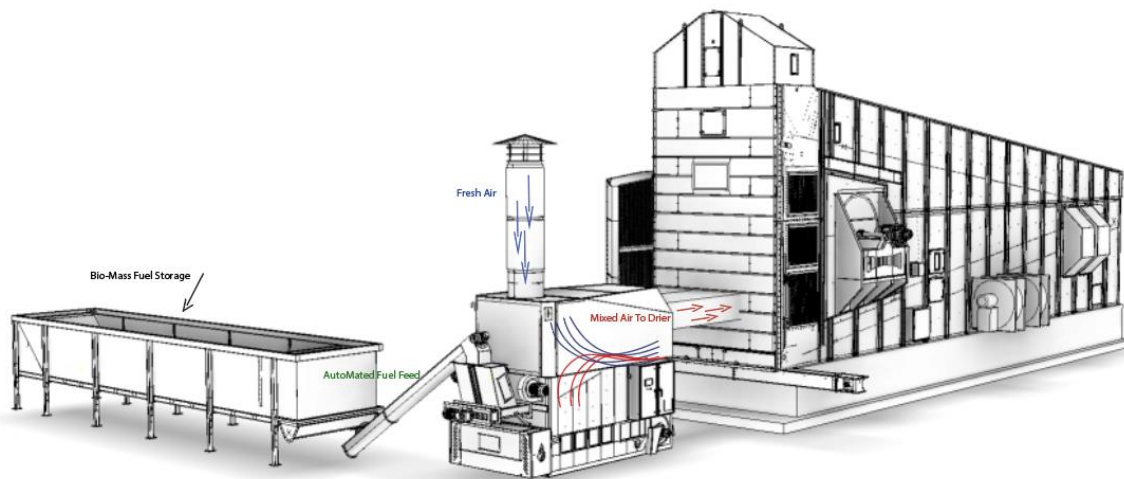 Fresh Air
Bio-Mass Fuel Storage
Mixed Air To Drier
AutoMated Fuel Feed